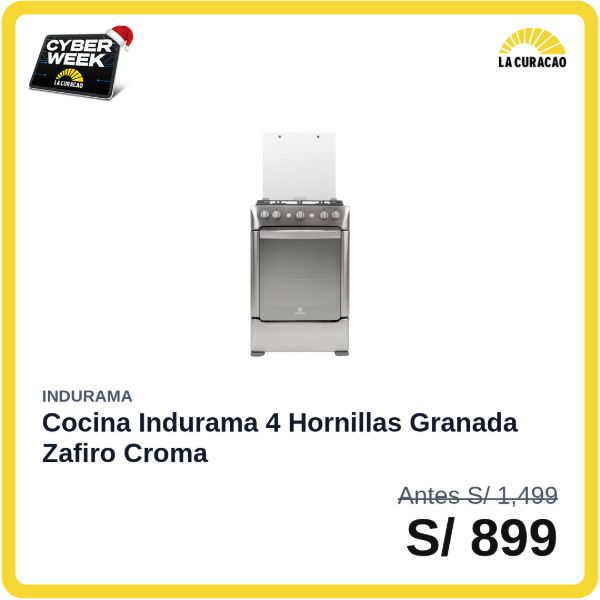 CYBER
WEEK
LA CURACAO
LA CURACAO
INDURAMA
Cocina Indurama 4 Hornillas Granada
Zafiro Croma
Antes S/ 1,499
S/ 899